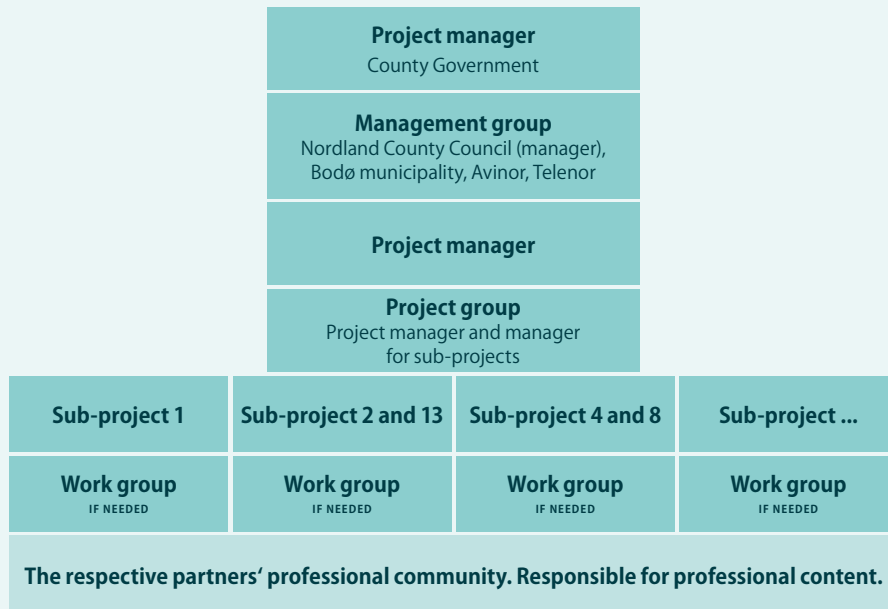 Project manager
County Government
Management group
Nordland County Council (manager),
Bodø municipality, Avinor, Telenor
Project manager
Project group
Project manager and manager
for sub-projects
Sub-project 1
Sub-project 2 and 13
Sub-project 4 and 8
Sub-project ...
Work group
IF NEEDED
Work group
IF NEEDED
Work group
IF NEEDED
Work group
IF NEEDED
The respective partners‘ professional community. Responsible for professional content.